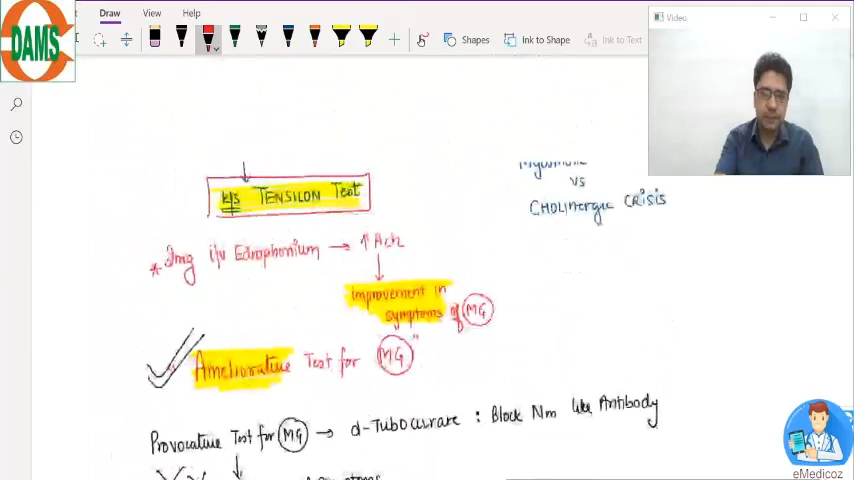 DAMS
Draw
View
Help
Shapes
Ink to Shape
Ink to Text
Video
k/s TENSILON Test
VS
CHOLINERGIC CRISIS
* 2mg i/v Edrophonium → ↑ Ach
improvement in
symptoms of MG
Ameliorative Test for "MG"
Provocative Test for MG → d-Tubocurare : Block Nm like Antibody
eMedicoz